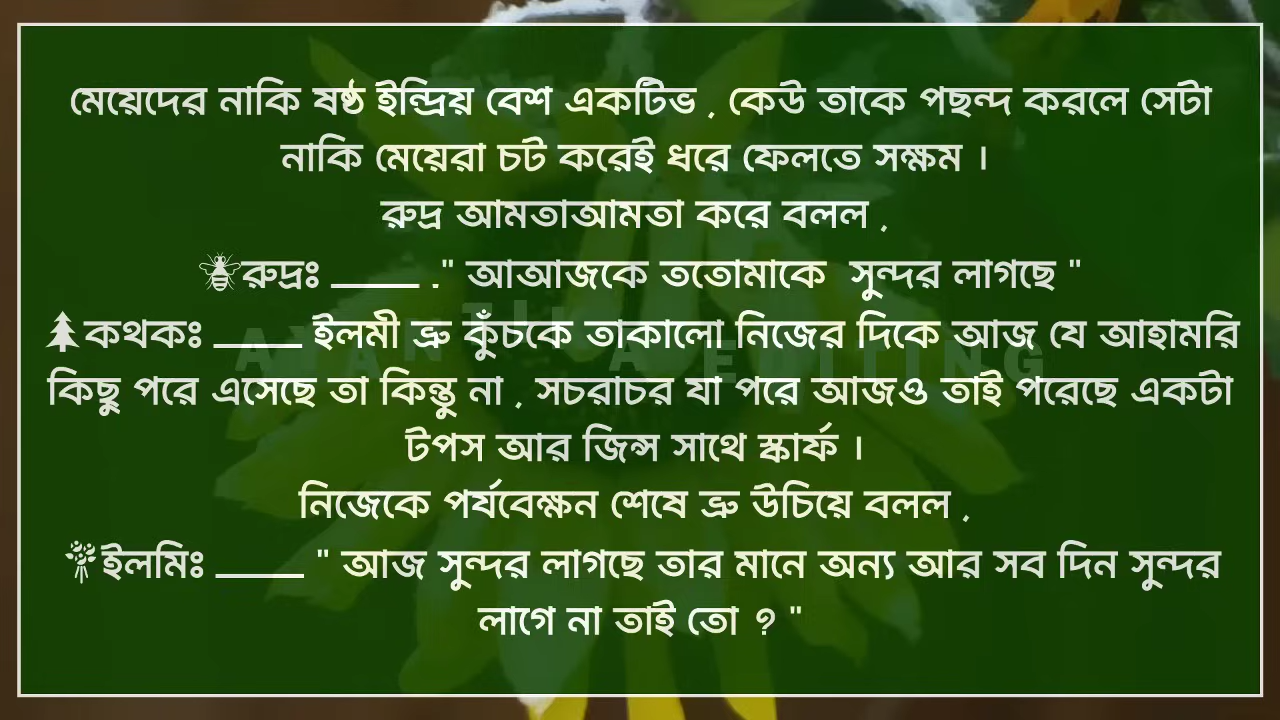 মেয়েদের নাকি ষষ্ঠ ইন্দ্রিয় বেশ একটিভ , কেউ তাকে পছন্দ করলে সেটা
নাকি মেয়েরা চট করেই ধরে ফেলতে সক্ষম ।
রুদ্র আমতাআমতা করে বলল ,
রুদ্রঃ ____ ." আআজকে ততোমাকে সুন্দর লাগছে "
কথকঃ ____ ইলমী ভ্রু কুঁচকে তাকালো নিজের দিকে আজ যে আহামরি
কিছু পরে এসেছে তা কিন্তু না , সচরাচর যা পরে আজও তাই পরেছে একটা
টপস আর জিন্স সাথে স্কার্ফ ।
নিজেকে পর্যবেক্ষন শেষে ভ্রু উচিয়ে বলল ,
ইলমিঃ ____ " আজ সুন্দর লাগছে তার মানে অন্য আর সব দিন সুন্দর
লাগে না তাই তো ? "